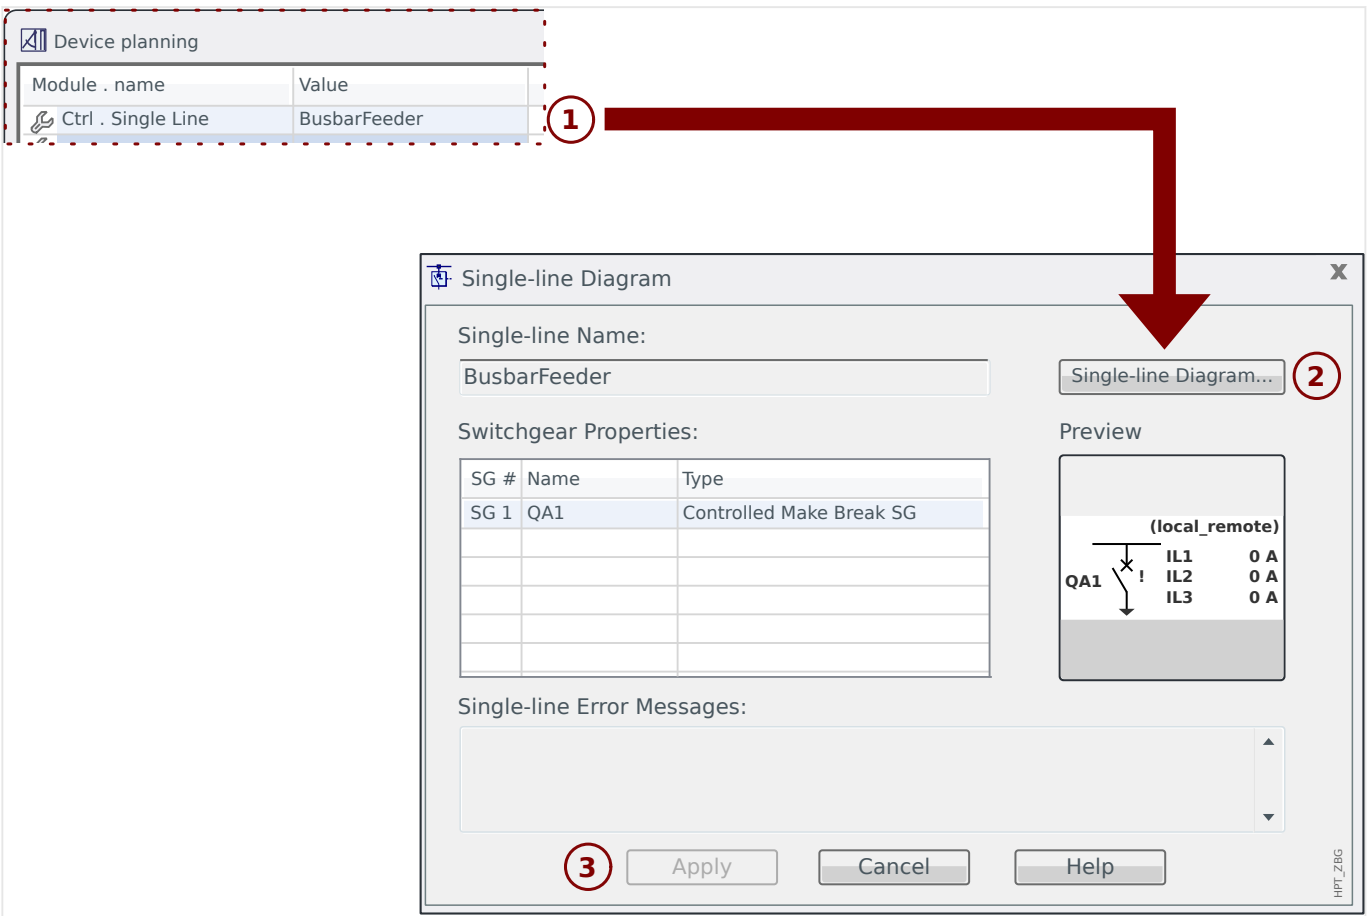 Device planning
Module . name Value
Ctrl . Single Line BusbarFeeder
1
Single-line Diagram X
Single-line Name:
BusbarFeeder
Single-line Diagram...
2
Switchgear Properties:
Preview
SG # Name Type
SG 1 QA1 Controlled Make Break SG
(local_remote)
IL1 0 A
QA1 ! IL2 0 A
IL3 0 A
Single-line Error Messages:
3
Apply Cancel Help
HPT_ZBG